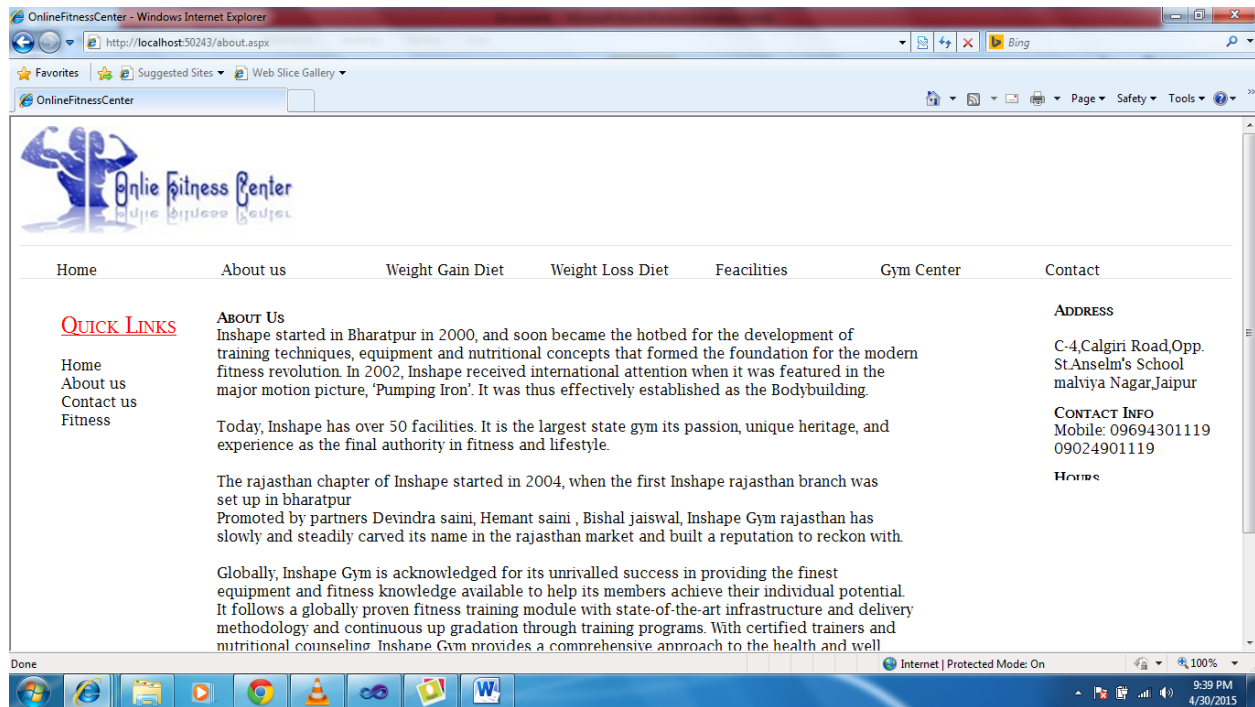 OnlineFitnessCenter - Windows Internet Explorer
http://localhost:50243/about.aspx
Bing
Favorites Suggested Sites Web Slice Gallery
OnlineFitnessCenter
Page Safety Tools
Onlie Fitness Center
Home About us Weight Gain Diet Weight Loss Diet Feacilities Gym Center Contact
Quick Links
Home
About us
Contact us
Fitness
About Us
Inshape started in Bharatpur in 2000, and soon became the hotbed for the development of
training techniques, equipment and nutritional concepts that formed the foundation for the modern
fitness revolution. In 2002, Inshape received international attention when it was featured in the
major motion picture, ‘Pumping Iron’. It was thus effectively established as the Bodybuilding.
Today, Inshape has over 50 facilities. It is the largest state gym its passion, unique heritage, and
experience as the final authority in fitness and lifestyle.
The rajasthan chapter of Inshape started in 2004, when the first Inshape rajasthan branch was
set up in bharatpur
Promoted by partners Devindra saini, Hemant saini , Bishal jaiswal, Inshape Gym rajasthan has
slowly and steadily carved its name in the rajasthan market and built a reputation to reckon with.
Globally, Inshape Gym is acknowledged for its unrivalled success in providing the finest
equipment and fitness knowledge available to help its members achieve their individual potential.
It follows a globally proven fitness training module with state-of-the-art infrastructure and delivery
methodology and continuous up gradation through training programs. With certified trainers and
nutritional counseling, Inshape Gym provides a comprehensive approach to the health and well
Address
C-4,Calgiri Road,Opp.
St.Anselm's School
malviya Nagar,Jaipur
Contact Info
Mobile: 09694301119
09024901119
Hours
Done
Internet | Protected Mode: On
100%
9:39 PM
4/30/2015